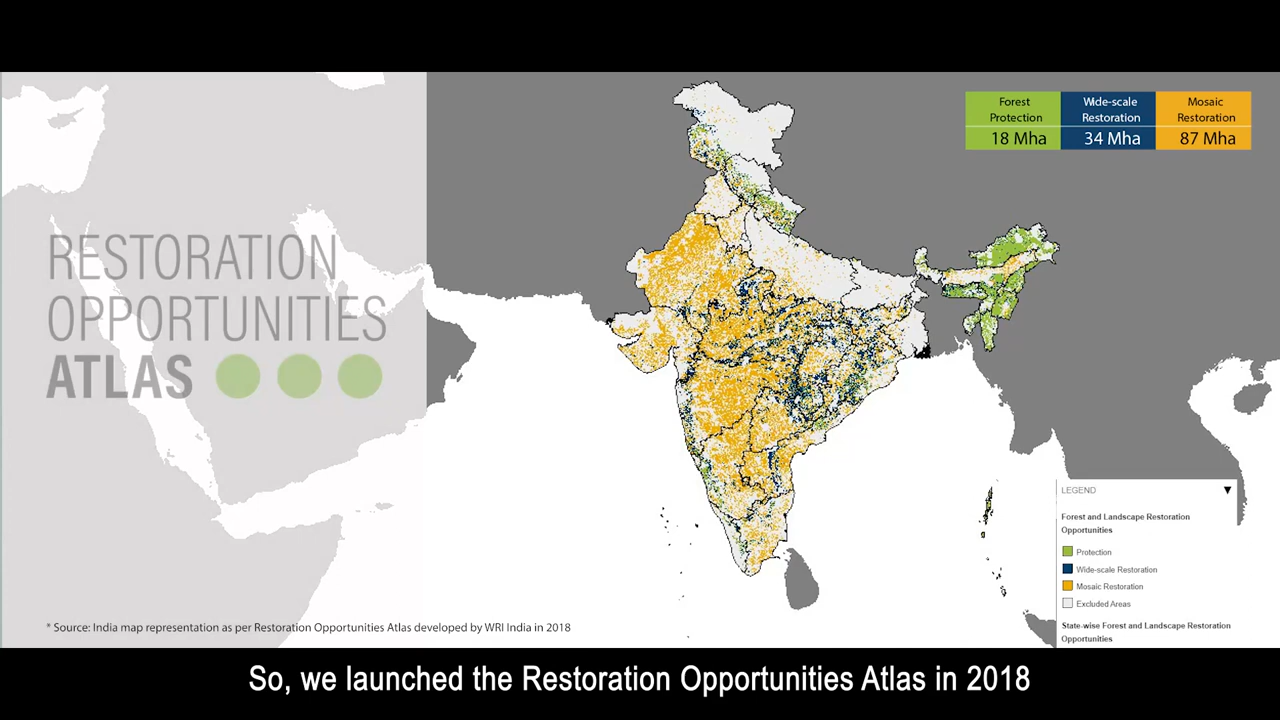 RESTORATION
OPPORTUNITIES
ATLAS
Forest Protection
18 Mha
Wide-scale Restoration
34 Mha
Mosaic Restoration
87 Mha
LEGEND
Forest and Landscape Restoration
Opportunities
Protection
Wide-scale Restoration
Mosaic Restoration
Excluded Areas
State-wise Forest and Landscape Restoration
Opportunities
* Source: India map representation as per Restoration Opportunities Atlas developed by WRI India in 2018
So, we launched the Restoration Opportunities Atlas in 2018